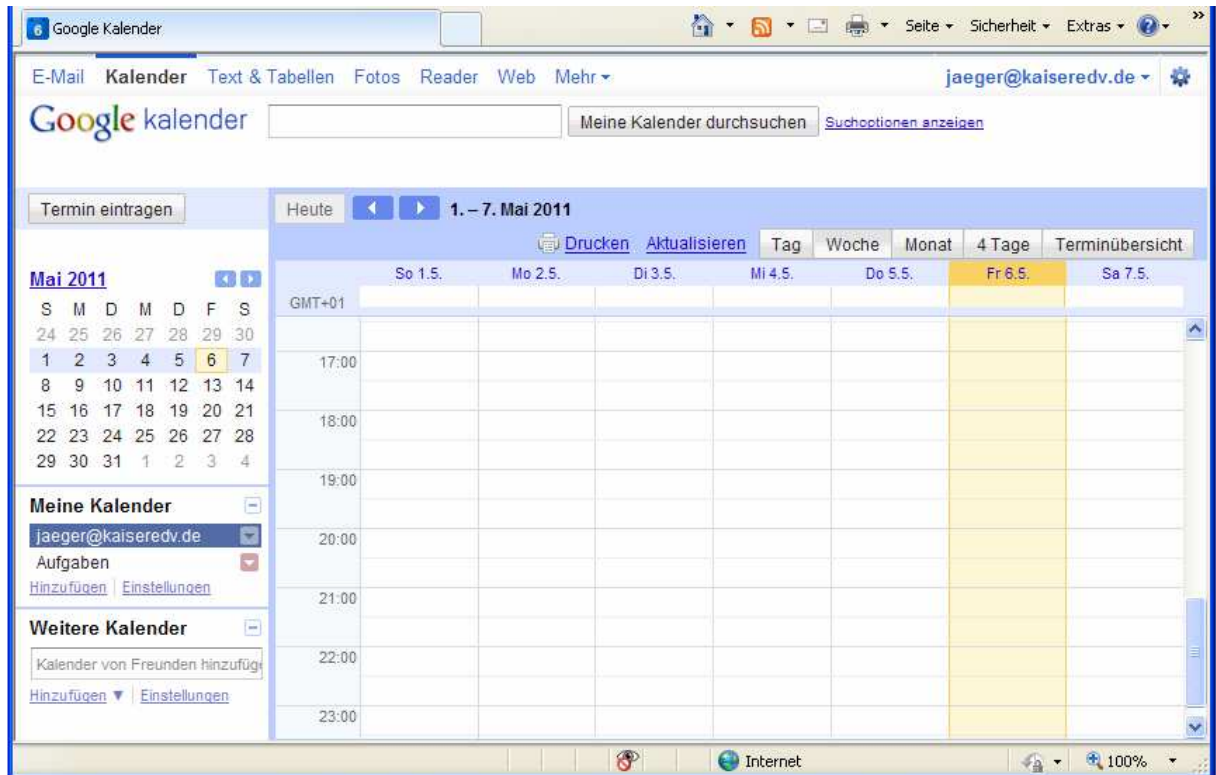 6 Google Kalender
Seite Sicherheit Extras »
E-Mail Kalender Text & Tabellen Fotos Reader Web Mehr jaeger@kaiseredv.de
Google kalender Meine Kalender durchsuchen Suchoptionen anzeigen
Termin eintragen Heute 1. – 7. Mai 2011
Drucken Aktualisieren Tag Woche Monat 4 Tage Terminübersicht
So 1.5. Mo 2.5. Di 3.5. Mi 4.5. Do 5.5. Fr 6.5. Sa 7.5.
GMT+01
Mai 2011
S M D M D F S
24 25 26 27 28 29 30
1 2 3 4 5 6 7
8 9 10 11 12 13 14
15 16 17 18 19 20 21
22 23 24 25 26 27 28
29 30 31 1 2 3 4
Meine Kalender
jaeger@kaiseredv.de
Aufgaben
Hinzufügen Einstellungen
Weitere Kalender
Kalender von Freunden hinzufüg
Hinzufügen ▼ Einstellungen
17:00
18:00
19:00
20:00
21:00
22:00
23:00
Internet 100%